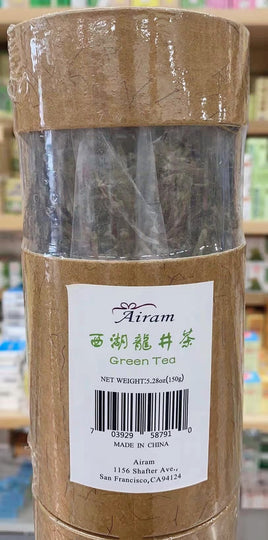 Airam
西湖龍井茶
Green Tea
NET WEIGHT:5.28oz(150g)
7 03929 58791 0
MADE IN CHINA
Airam
1156 Shafter Ave.,
San Francisco,CA94124